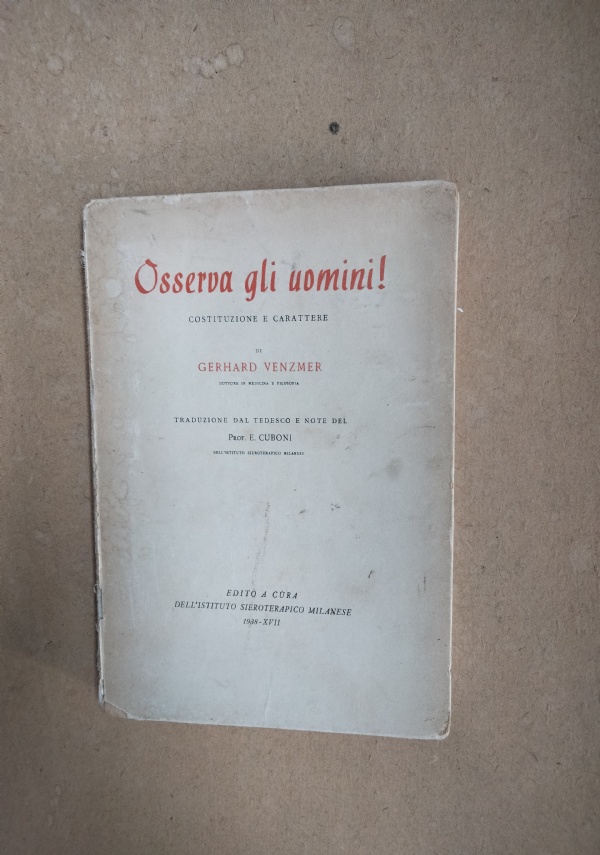 Osserva gli uomini!
COSTITUZIONE E CARATTERE
DI
GERHARD VENZMER
DOTTORE IN MEDICINA E FILOSOFIA
TRADUZIONE DAL TEDESCO E NOTE DEL
Prof. E. CUBONI
DELL'ISTITUTO SIEROTERAPICO MILANESE
EDITO A CURA
DELL'ISTITUTO SIEROTERAPICO MILANESE
1938-XVII